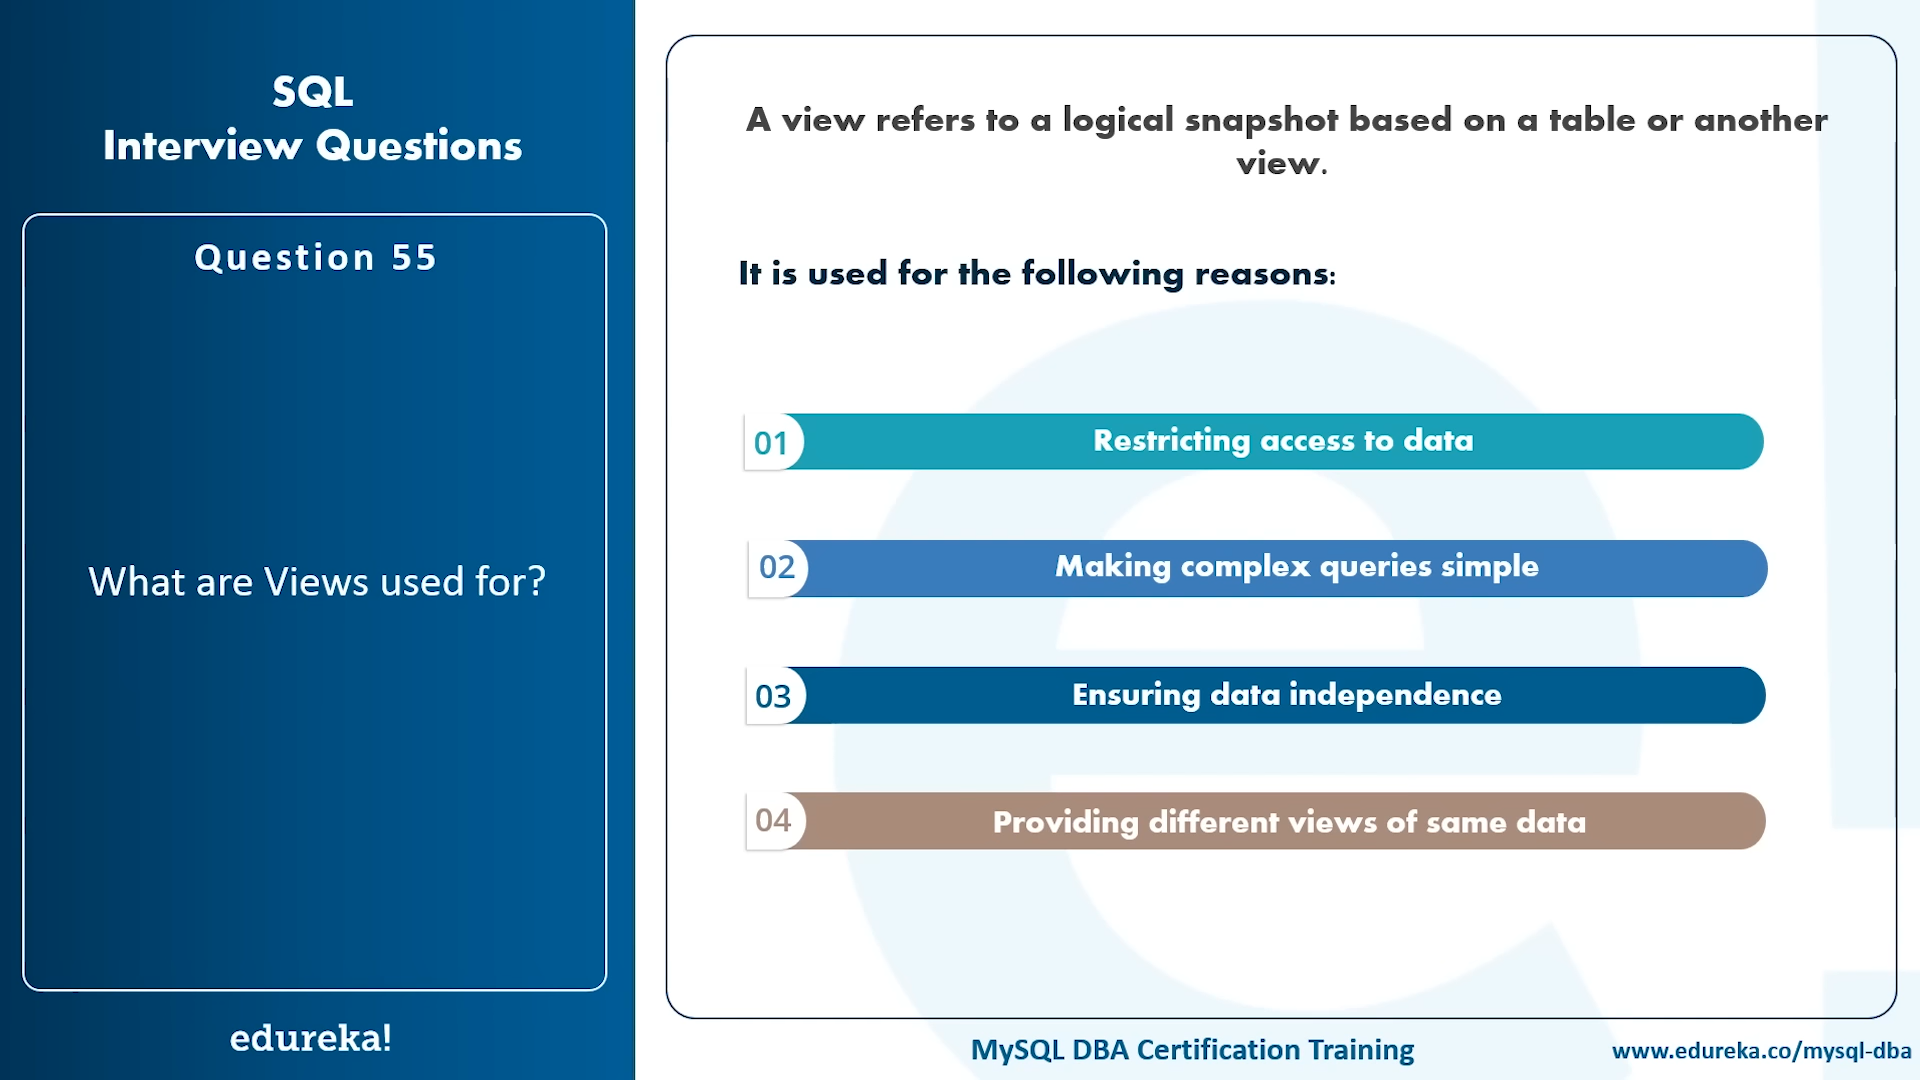 SQL
Interview Questions
Question 55
What are Views used for?
edureka!
A view refers to a logical snapshot based on a table or another
view.
It is used for the following reasons:
01 Restricting access to data
02 Making complex queries simple
03 Ensuring data independence
04 Providing different views of same data
MySQL DBA Certification Training
www.edureka.co/mysql-dba